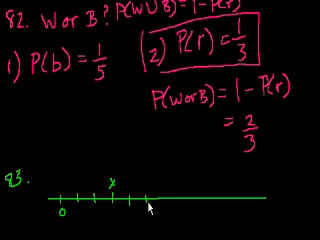 82. W or B? P(W∪B) = 1 - P(r)
1) P(b) = 1/5
2) P(r) = 1/3
P(W or B) = 1 - P(r)
= 2/3
83.
x
0